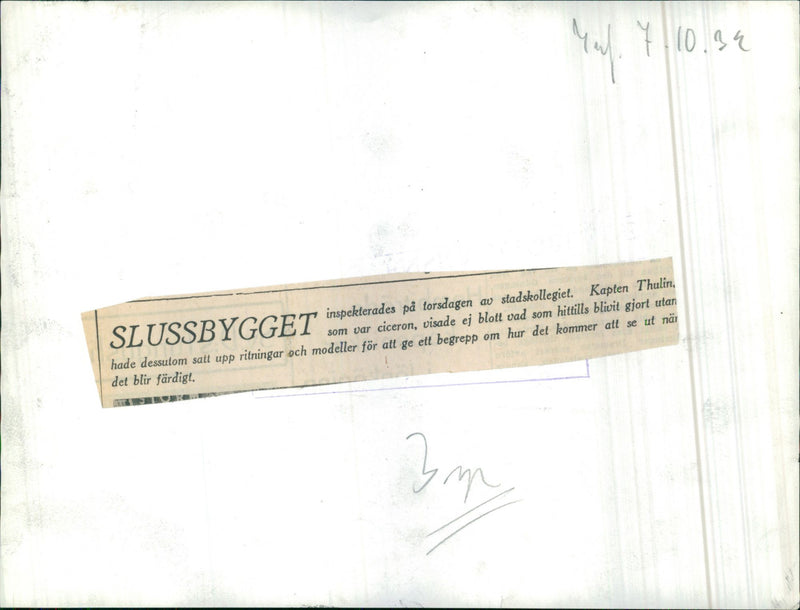 7.10.34
SLUSSBYGGET inspekterades på torsdagen av stadskollegiet. Kapten Thulin,
som var ciceron, visade ej blott vad som hittills blivit gjort utan
hade dessutom satt upp ritningar och modeller för att ge ett begrepp om hur det kommer att se ut när
det blir färdigt.